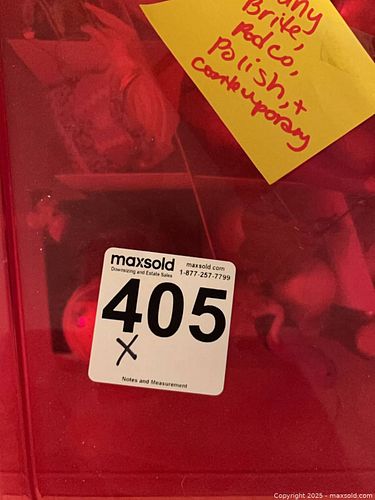 Brite,
Radco,
Polish, +
Contemporary
maxsold
Downsizing and Estate Sales
maxsold.com
1-877-257-7799
405
X
Notes and Measurement
Copyright 2025 - maxsold.com